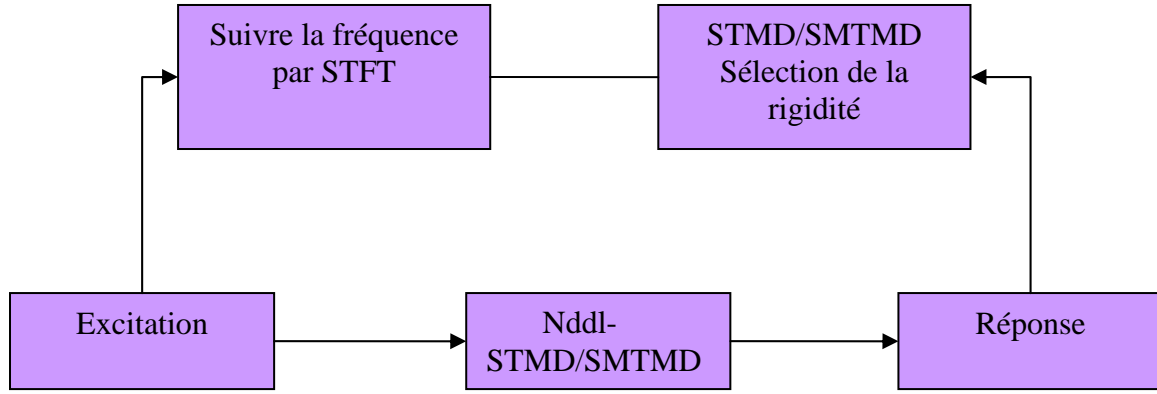 Suivre la fréquence
par STFT
STMD/SMTMD
Sélection de la
rigidité
Excitation
Nddl-
STMD/SMTMD
Réponse